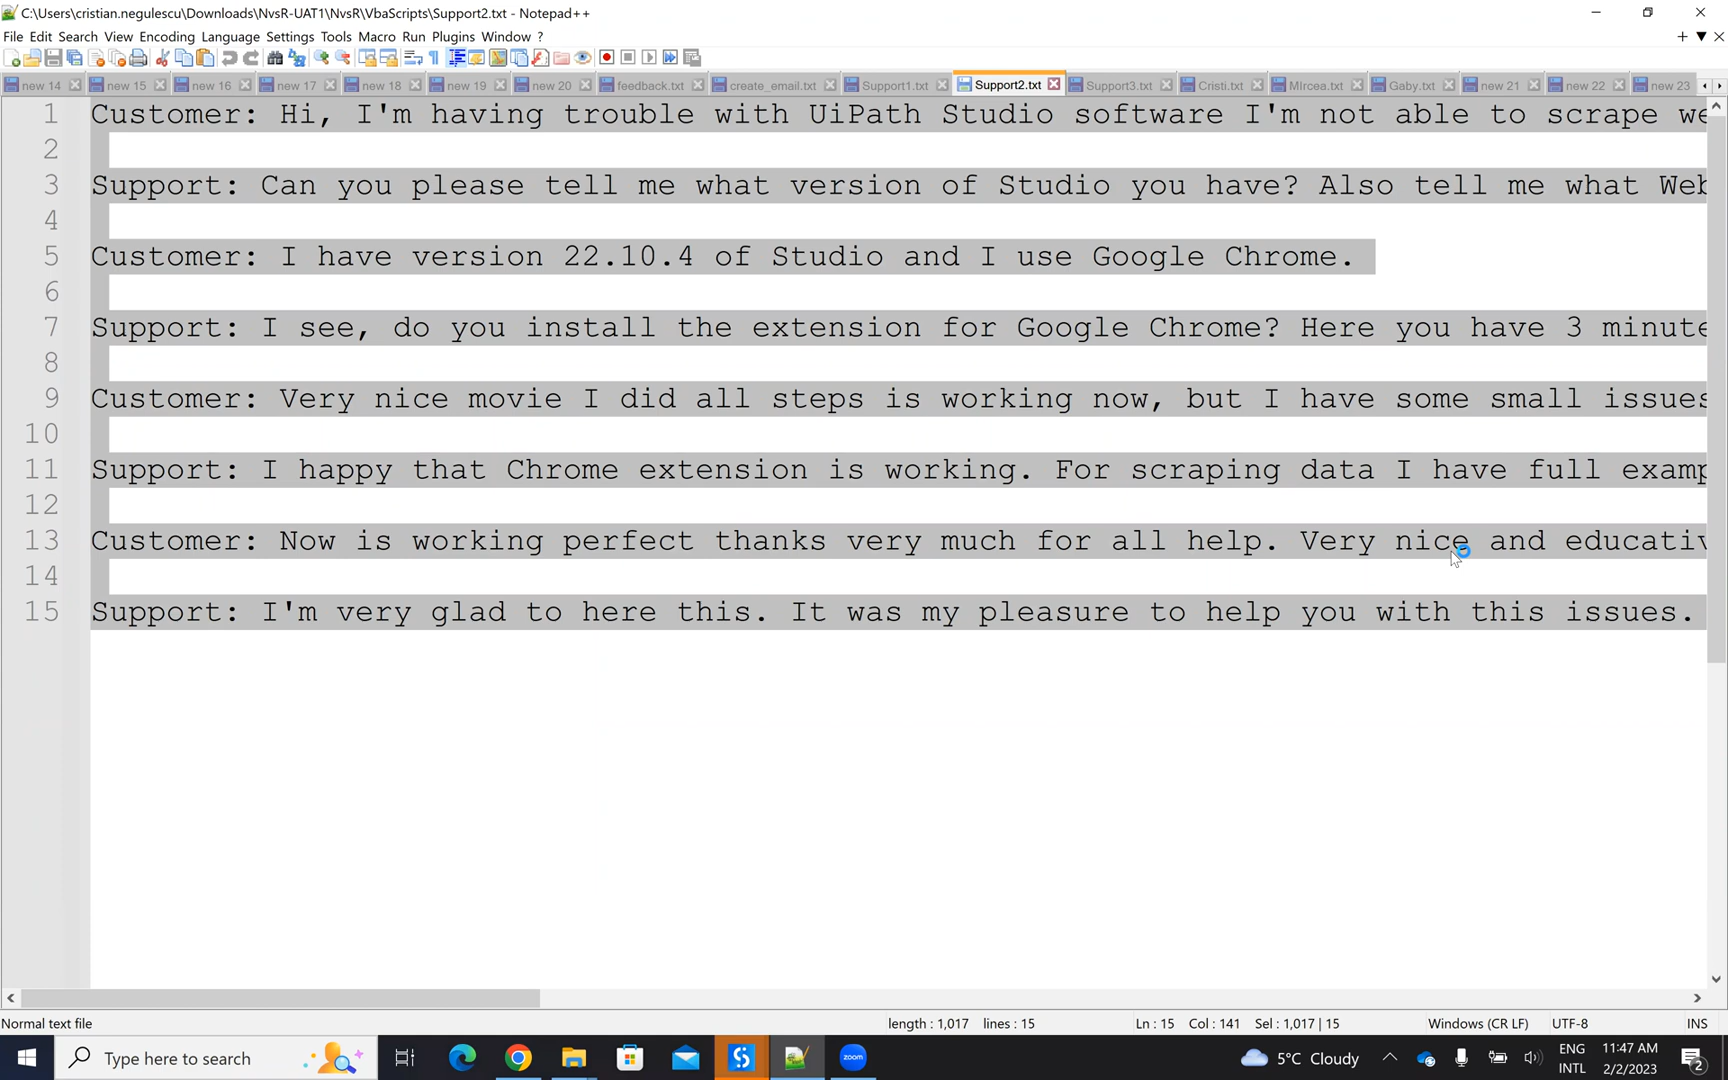 C:\Users\cristian.negulescu\Downloads\NvsR-UAT1\NvsR\VbaScripts\Support2.txt - Notepad++
File Edit Search View Encoding Language Settings Tools Macro Run Plugins Window ?
new 14 new 15 new 16 new 17 new 18 new 19 new 20 feedback.txt create_email.txt Support1.txt Support2.txt Support3.txt Cristi.txt MIrcea.txt Gaby.txt new 21 new 22 new 23
1 Customer: Hi, I'm having trouble with UiPath Studio software I'm not able to scrape we
2
3 Support: Can you please tell me what version of Studio you have? Also tell me what Web
4
5 Customer: I have version 22.10.4 of Studio and I use Google Chrome.
6
7 Support: I see, do you install the extension for Google Chrome? Here you have 3 minute
8
9 Customer: Very nice movie I did all steps is working now, but I have some small issues
10
11 Support: I happy that Chrome extension is working. For scraping data I have full examp
12
13 Customer: Now is working perfect thanks very much for all help. Very nice and educativ
14
15 Support: I'm very glad to here this. It was my pleasure to help you with this issues.
Normal text file length : 1,017 lines : 15 Ln : 15 Col : 141 Sel : 1,017 | 15 Windows (CR LF) UTF-8 INS
Type here to search zoom 5°C Cloudy ENG INTL 11:47 AM 2/2/2023 2